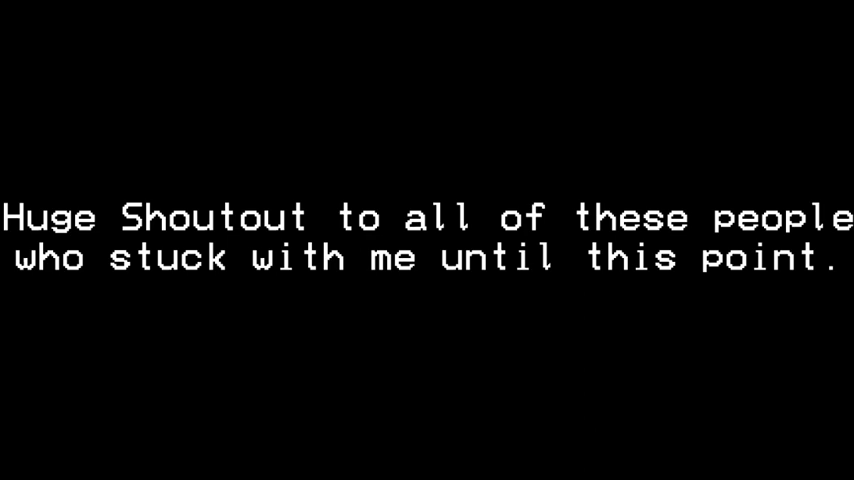 Huge Shoutout to all of these people
who stuck with me until this point.